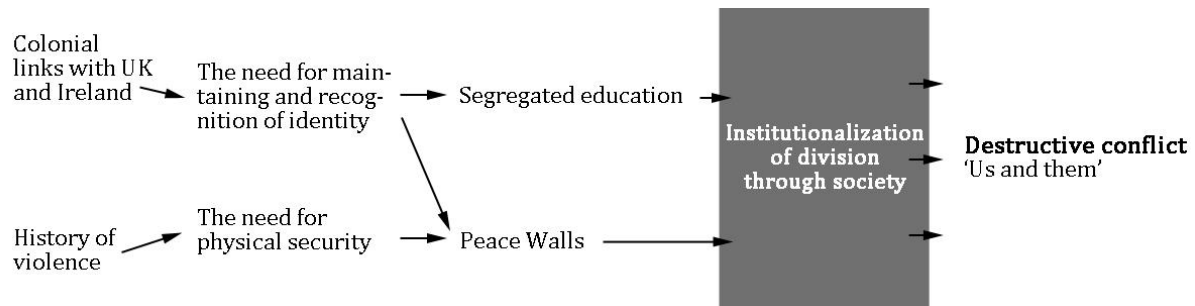 Colonial
links with UK
and Ireland
The need for main-
taining and recog-
nition of identity
Segregated education
Institutionalization
of division
through society
Destructive conflict
‘Us and them’
History of
violence
The need for
physical security
Peace Walls